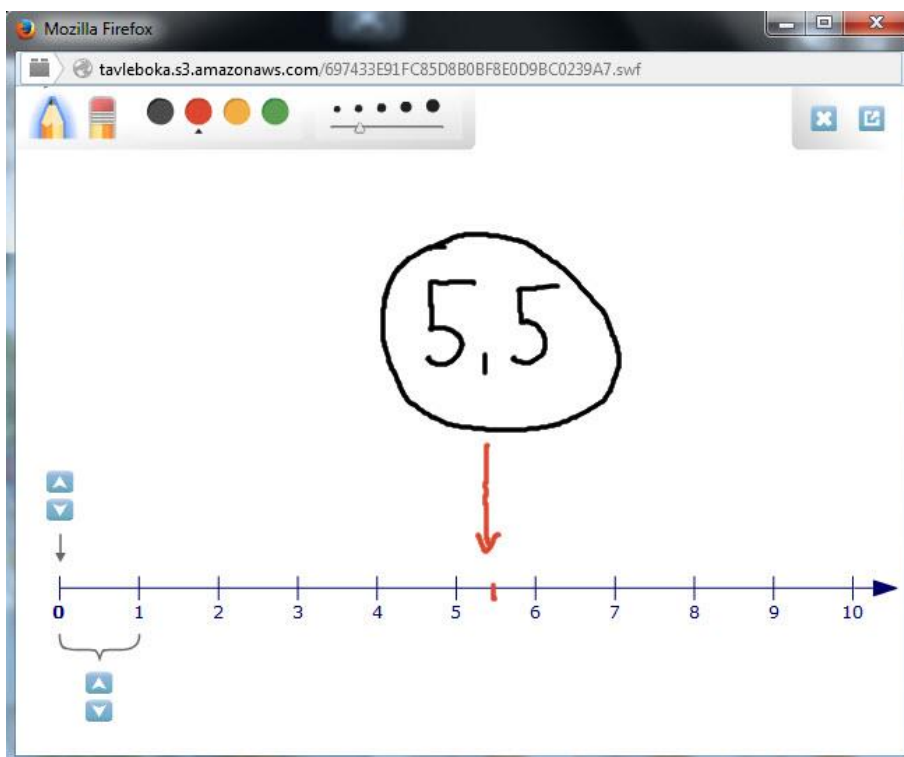 Mozilla Firefox
tavleboka.s3.amazonaws.com/697433E91FC85D8B0BF8E0D9BC0239A7.swf
5,5
0 1 2 3 4 5 6 7 8 9 10